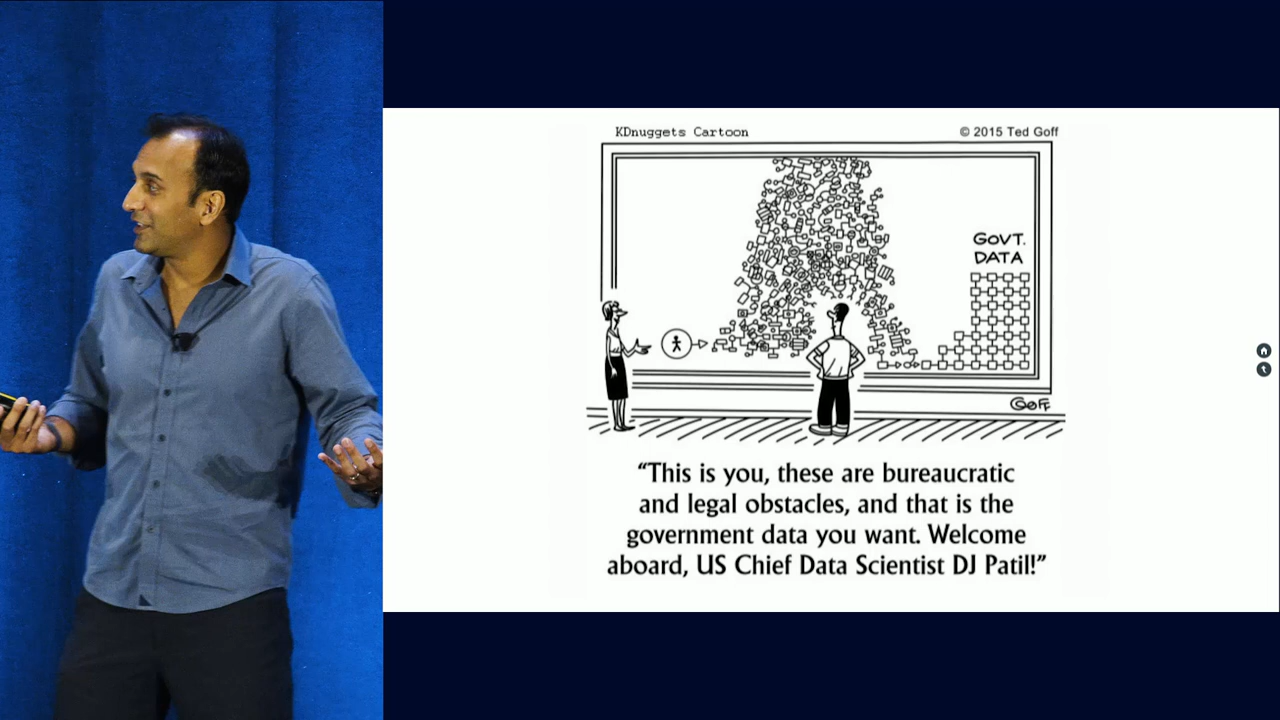 KDnuggets Cartoon
© 2015 Ted Goff
GOVT.
DATA
GOFF
“This is you, these are bureaucratic
and legal obstacles, and that is the
government data you want. Welcome
aboard, US Chief Data Scientist DJ Patil!”